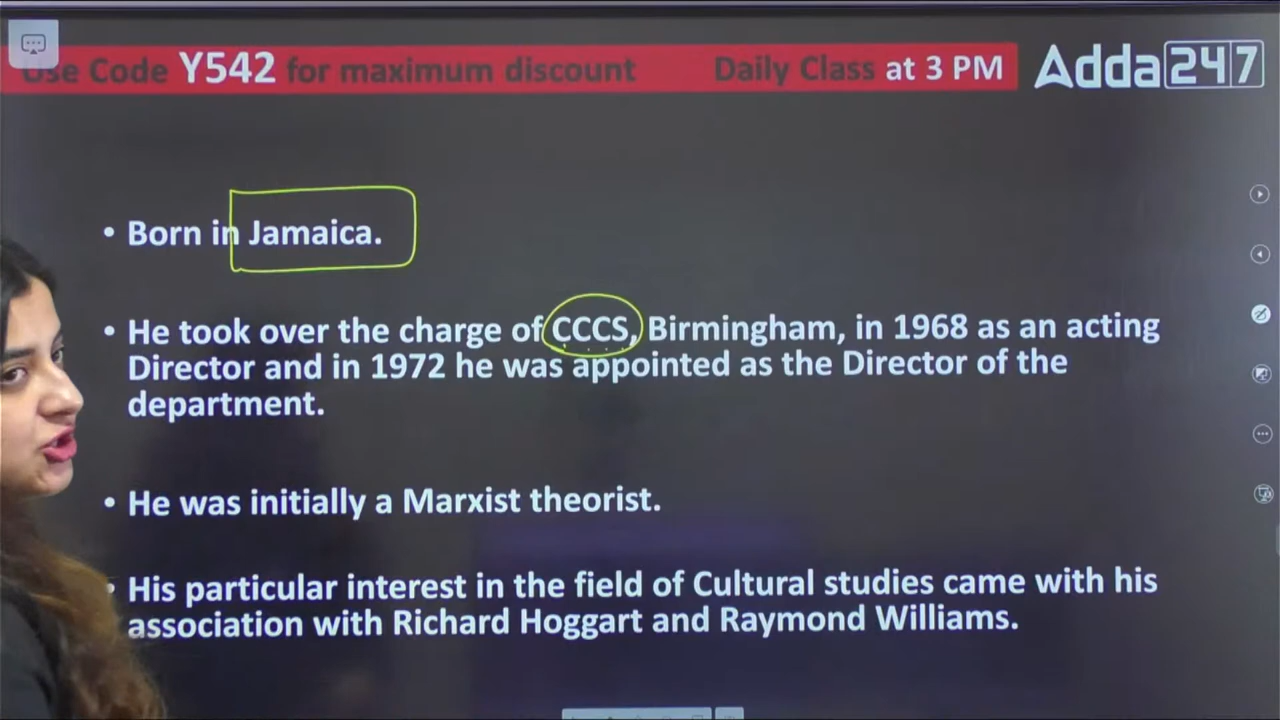 Use Code Y542 for maximum discount Daily Class at 3 PM Adda247
• Born in Jamaica.
• He took over the charge of CCCS, Birmingham, in 1968 as an acting
Director and in 1972 he was appointed as the Director of the
department.
• He was initially a Marxist theorist.
• His particular interest in the field of Cultural studies came with his
association with Richard Hoggart and Raymond Williams.